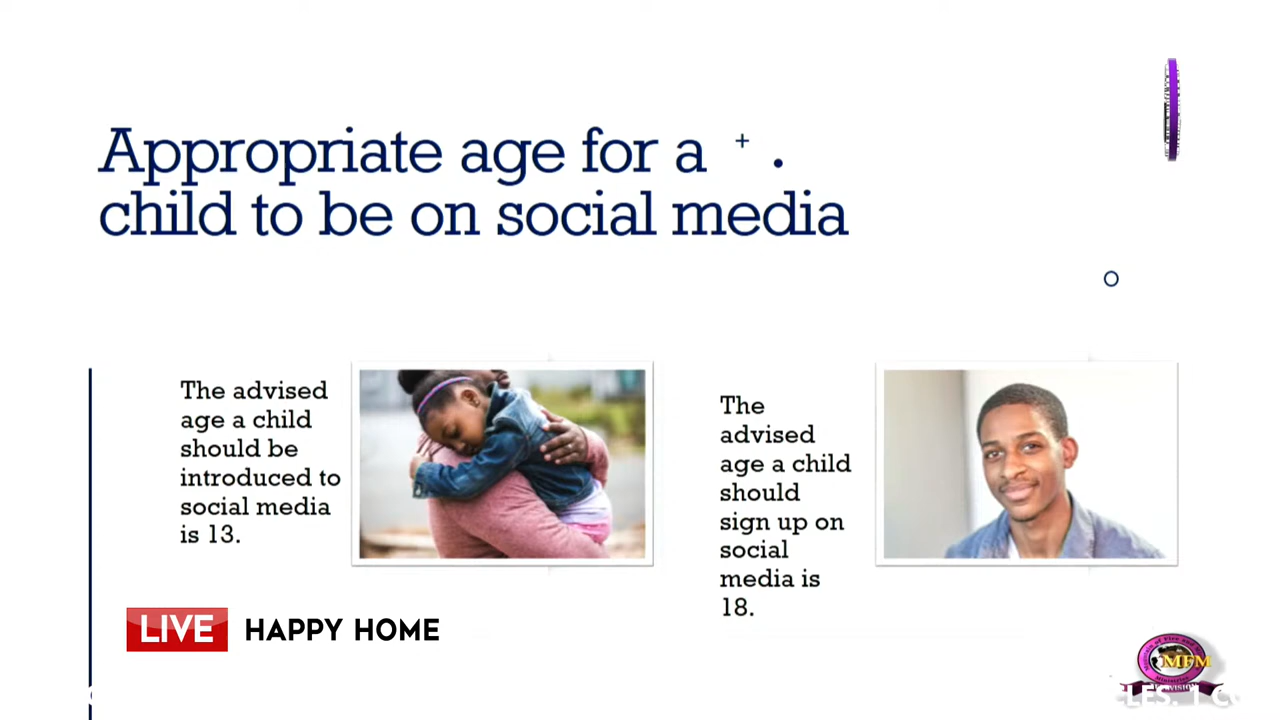 Appropriate age for a
child to be on social media
The advised
age a child
should be
introduced to
social media
is 13.
The
advised
age a child
should
sign up on
social
media is
18.
LIVE HAPPY HOME
MFM